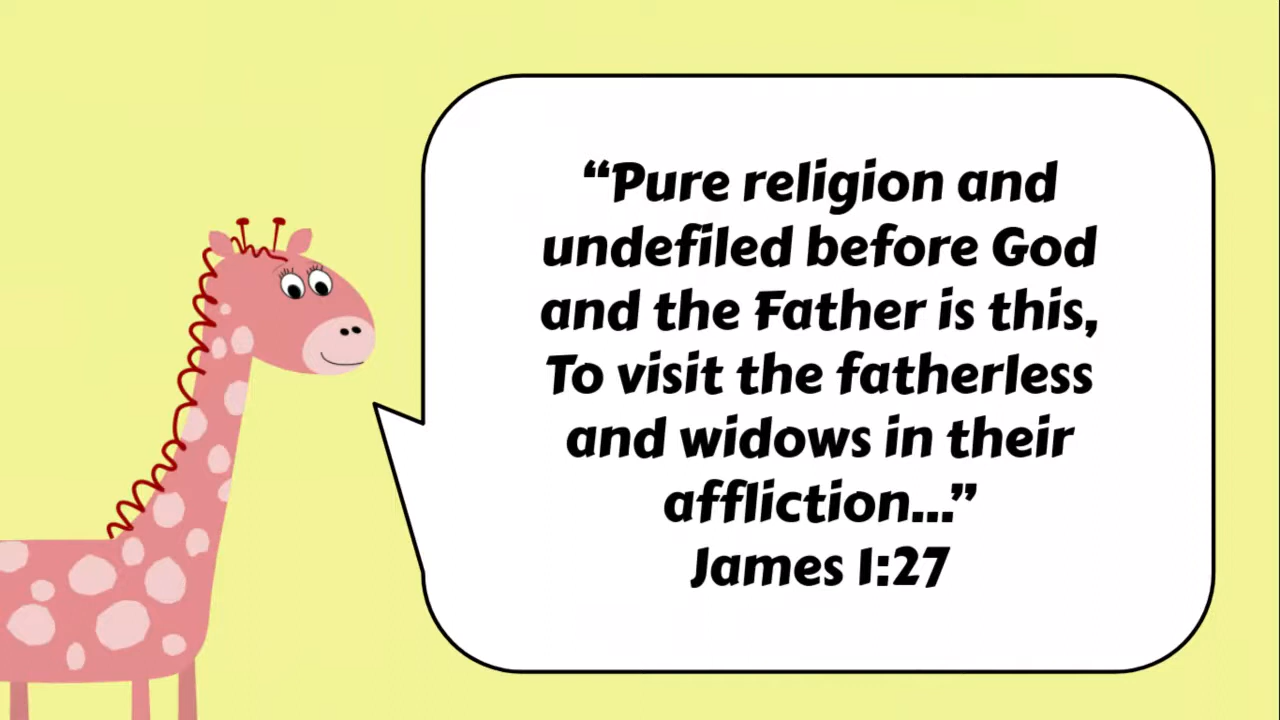 “Pure religion and
undefiled before God
and the Father is this,
To visit the fatherless
and widows in their
affliction...”
James 1:27